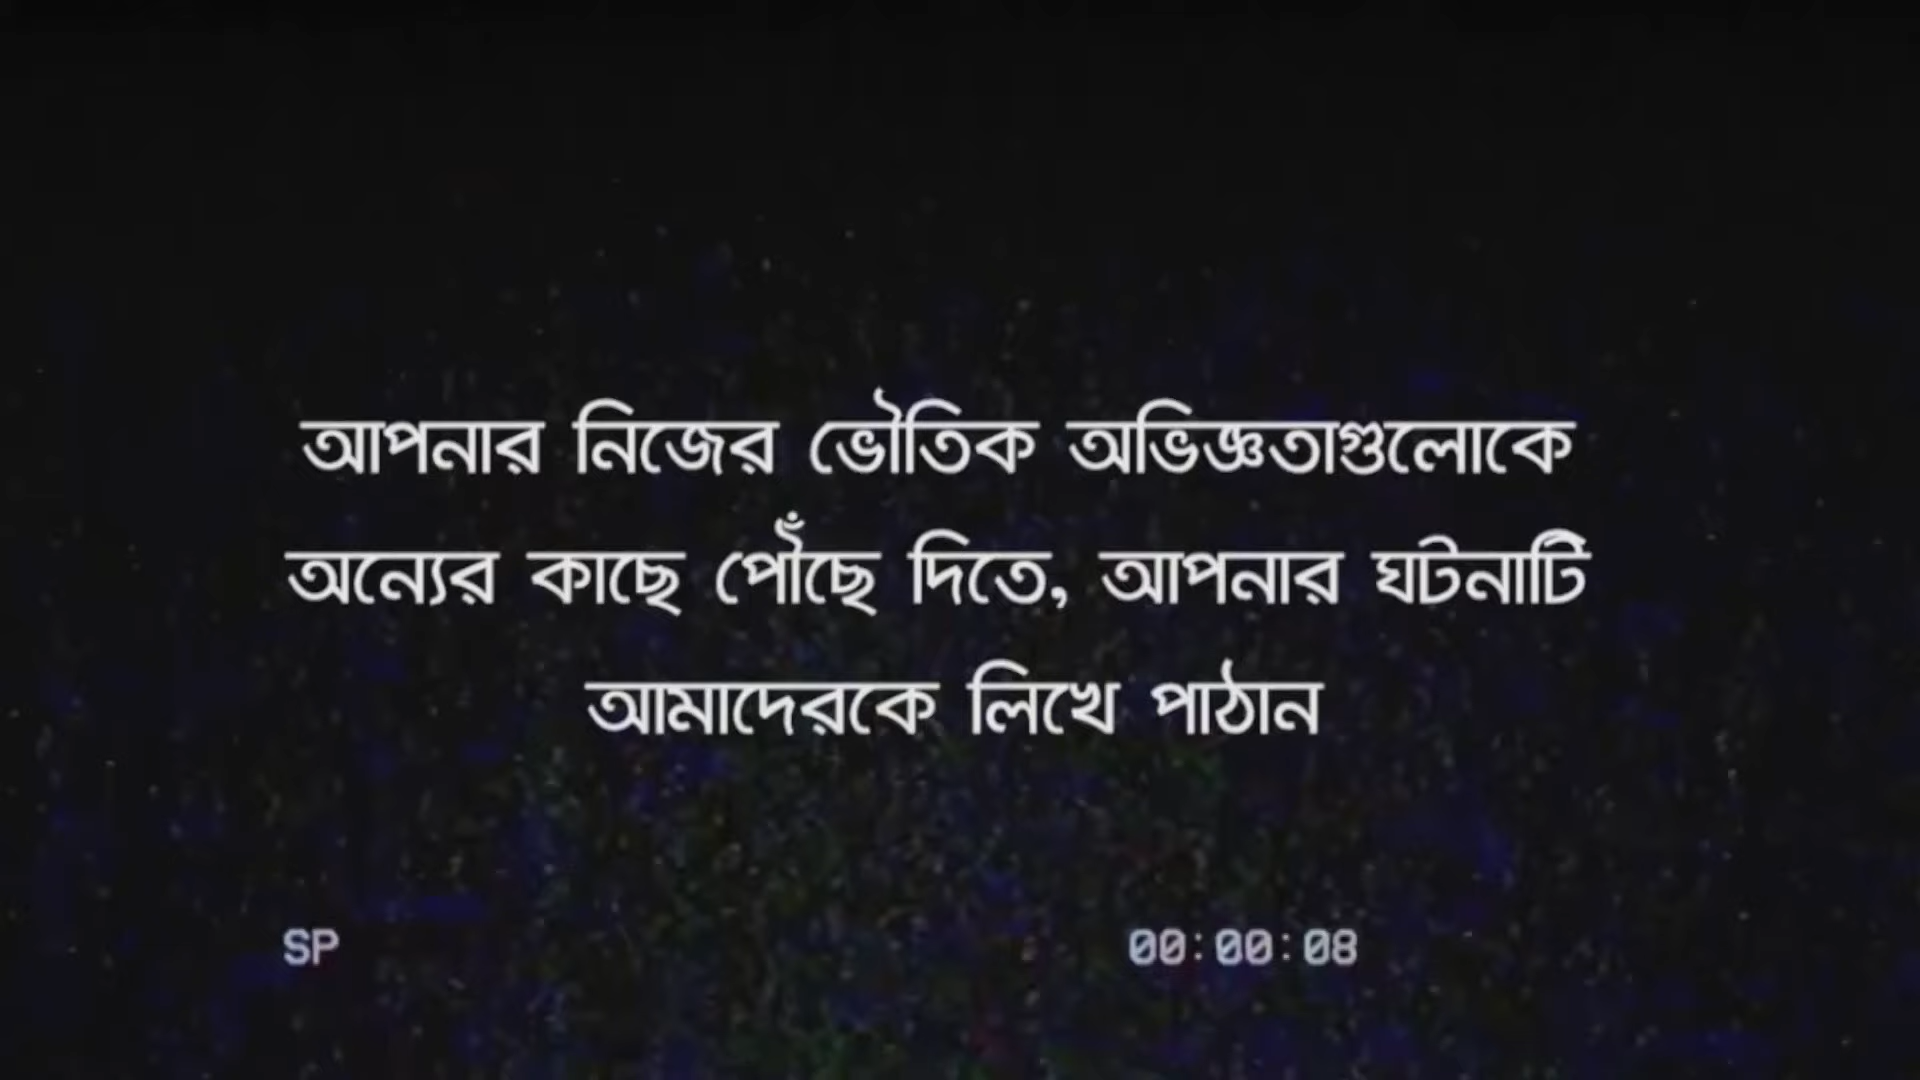 আপনার নিজের ভৌতিক অভিজ্ঞতাগুলোকে
অন্যের কাছে পৌঁছে দিতে, আপনার ঘটনাটি
আমাদেরকে লিখে পাঠান
SP 00:00:08